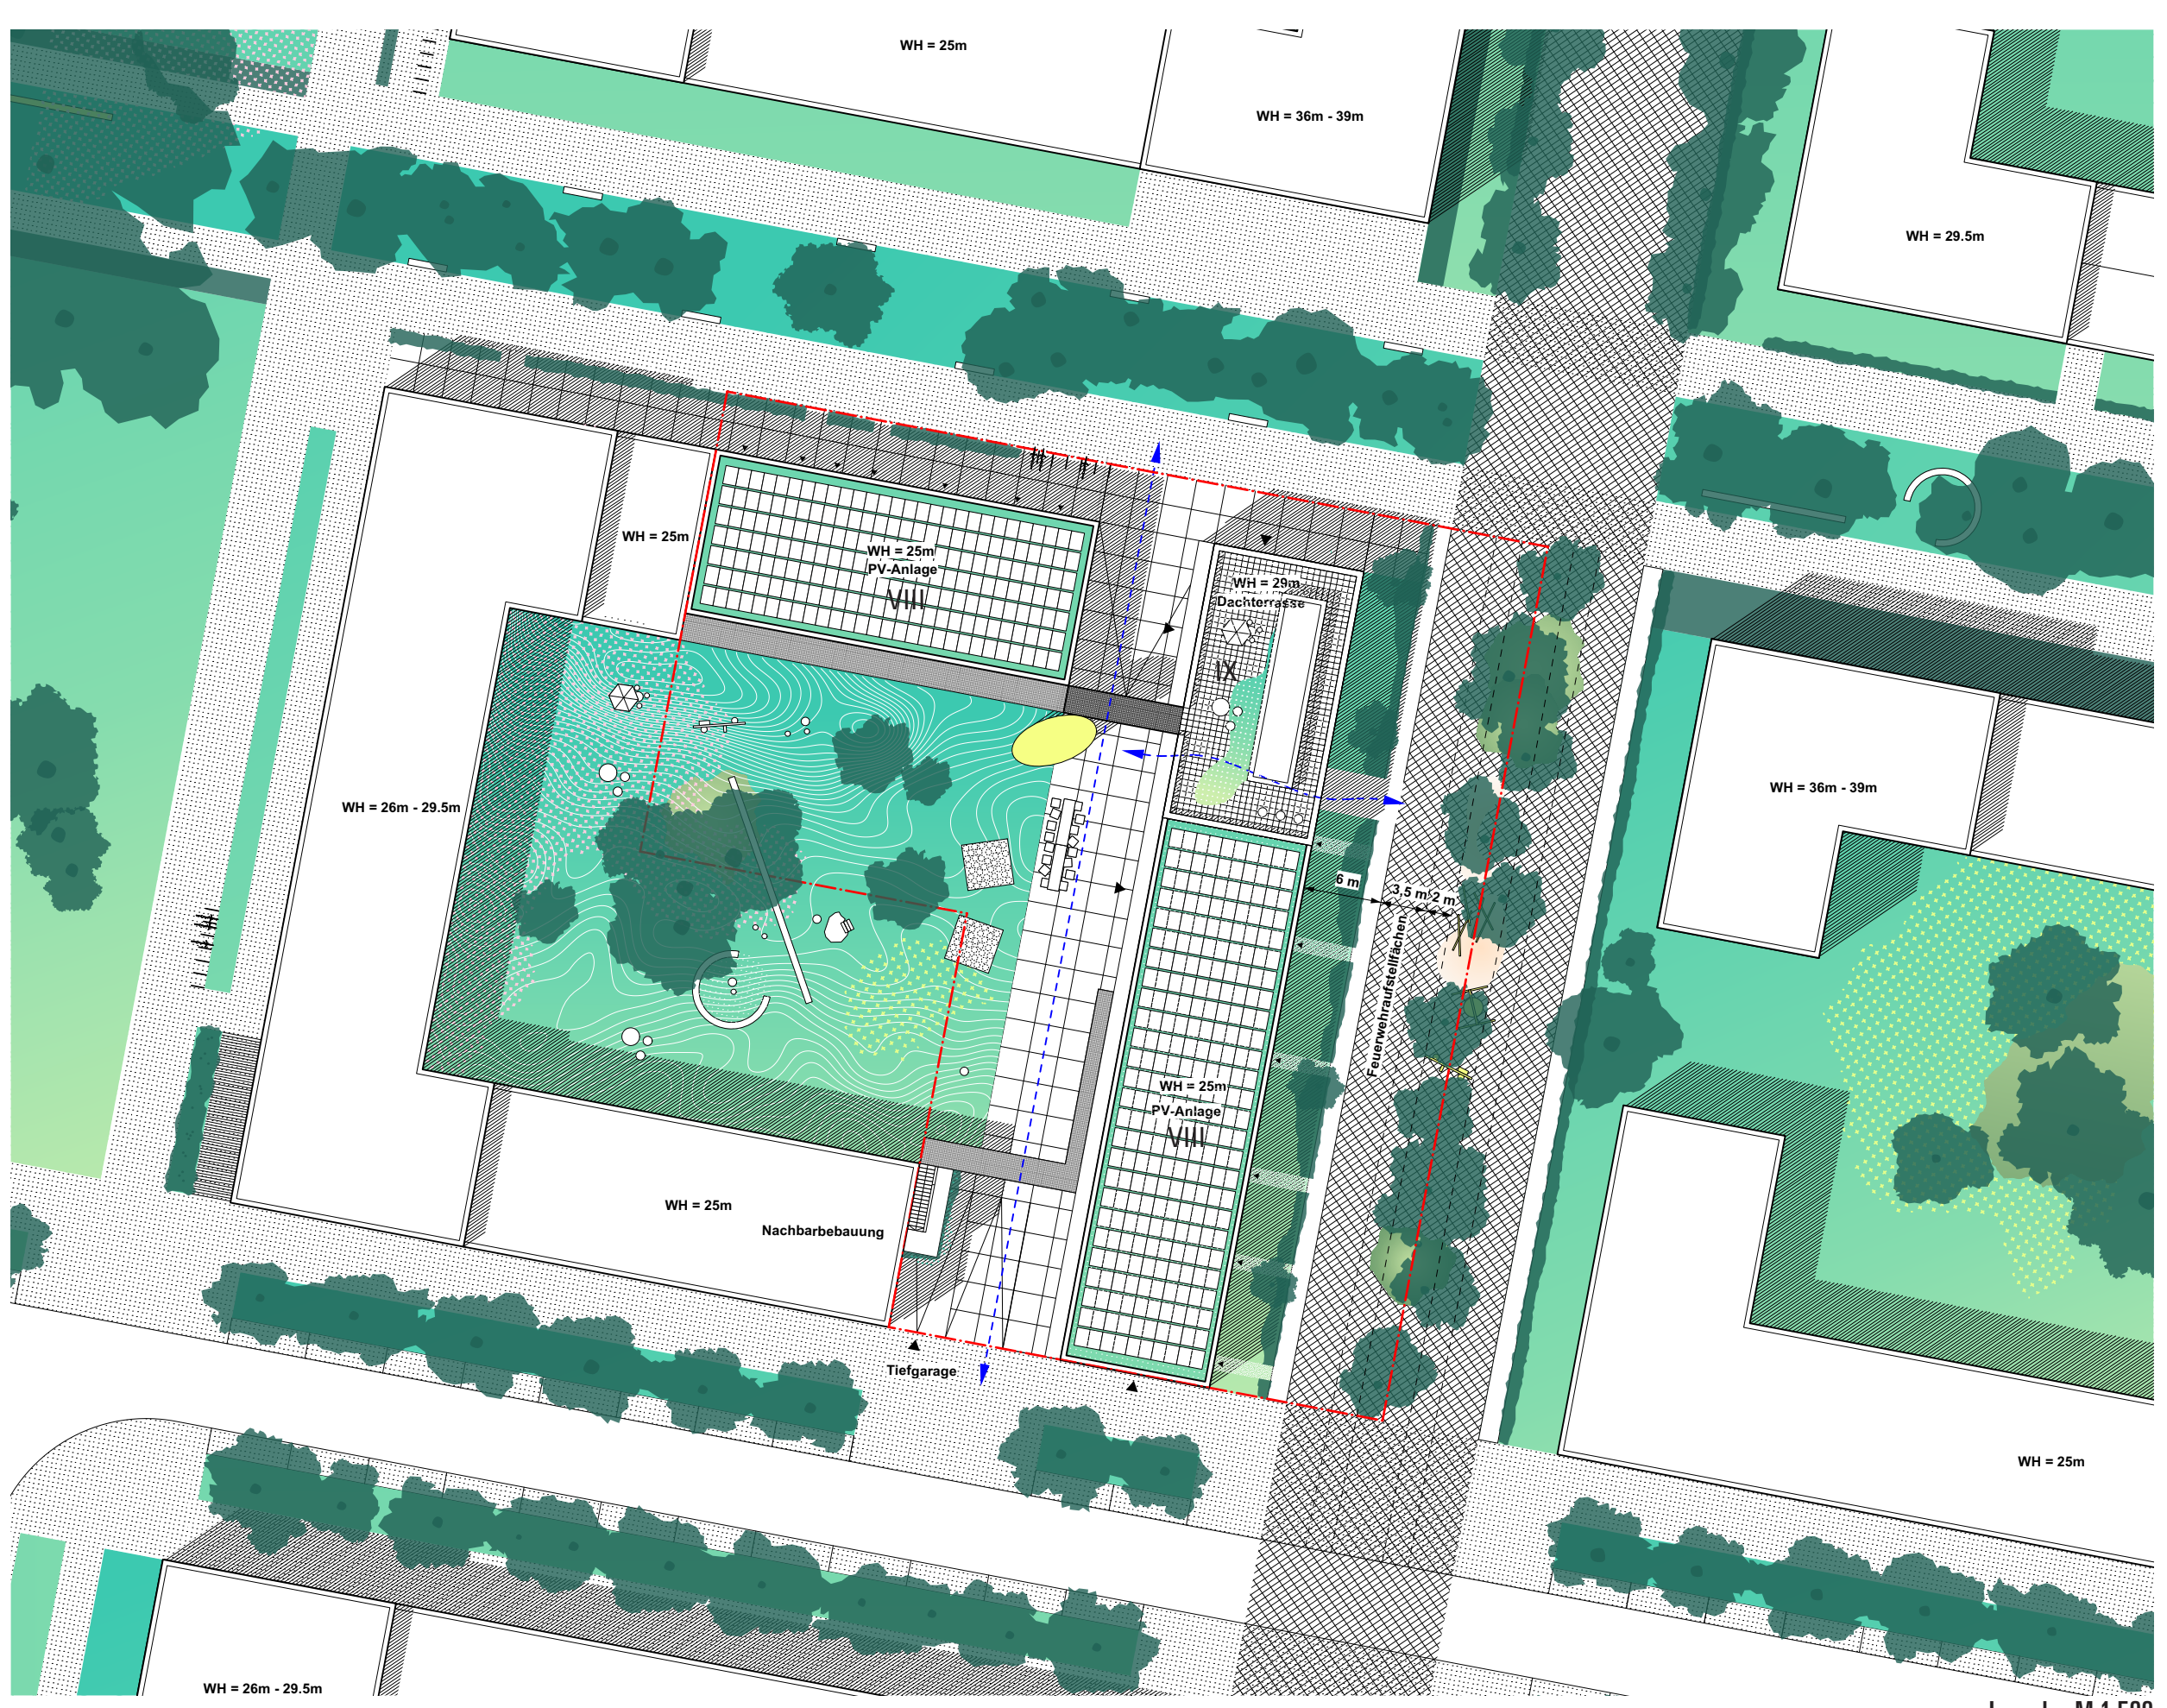 WH = 25m
WH = 36m - 39m
WH = 29.5m
WH = 25m
WH = 25m
PV-Anlage
VIII
WH = 29m
Dachterrasse
IX
WH = 26m - 29.5m
WH = 36m - 39m
6 m
3,5 m
2 m
Feuerwehraufstellflächen
WH = 25m
PV-Anlage
VIII
WH = 25m
Nachbarbebauung
Tiefgarage
WH = 25m
WH = 26m - 29.5m